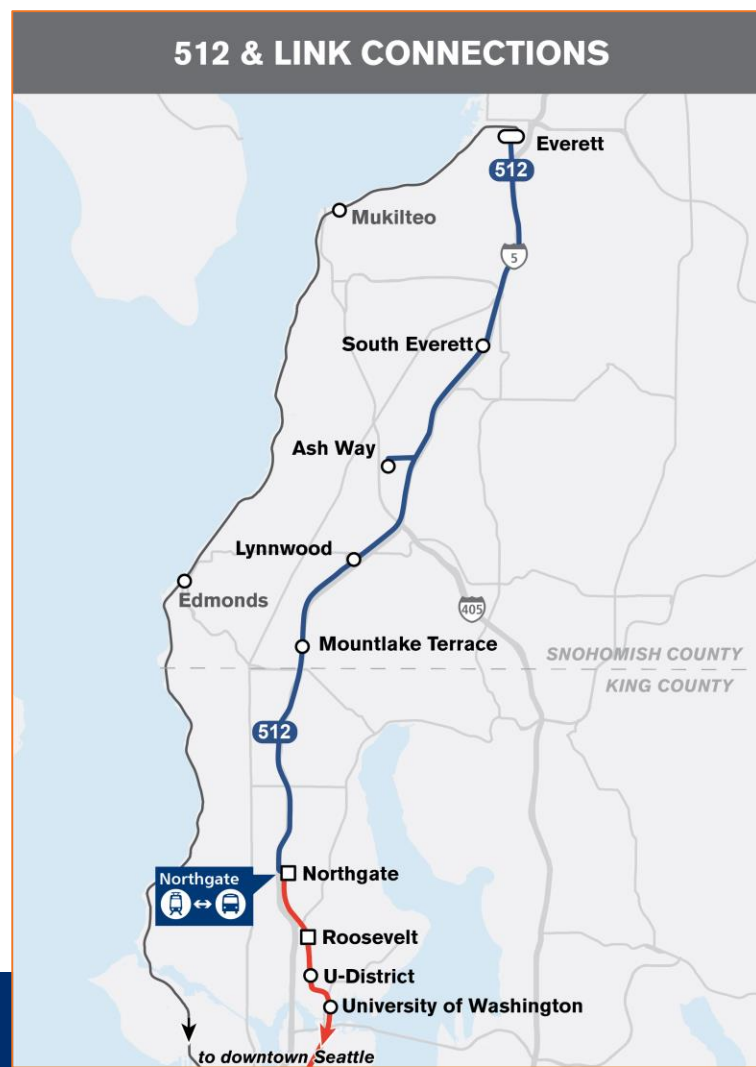 512 & LINK CONNECTIONS
Everett
512
Mukilteo
5
South Everett
Ash Way
Lynnwood
Edmonds
405
Mountlake Terrace
SNOHOMISH COUNTY
KING COUNTY
512
Northgate
Northgate
Roosevelt
U-District
University of Washington
to downtown Seattle